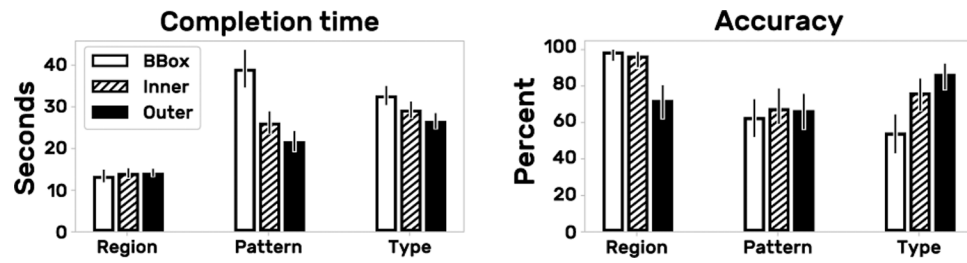 Completion time
Seconds
40
30
20
10
0
BBox
Inner
Outer
Region Pattern Type
Accuracy
Percent
100
80
60
40
20
0
Region Pattern Type